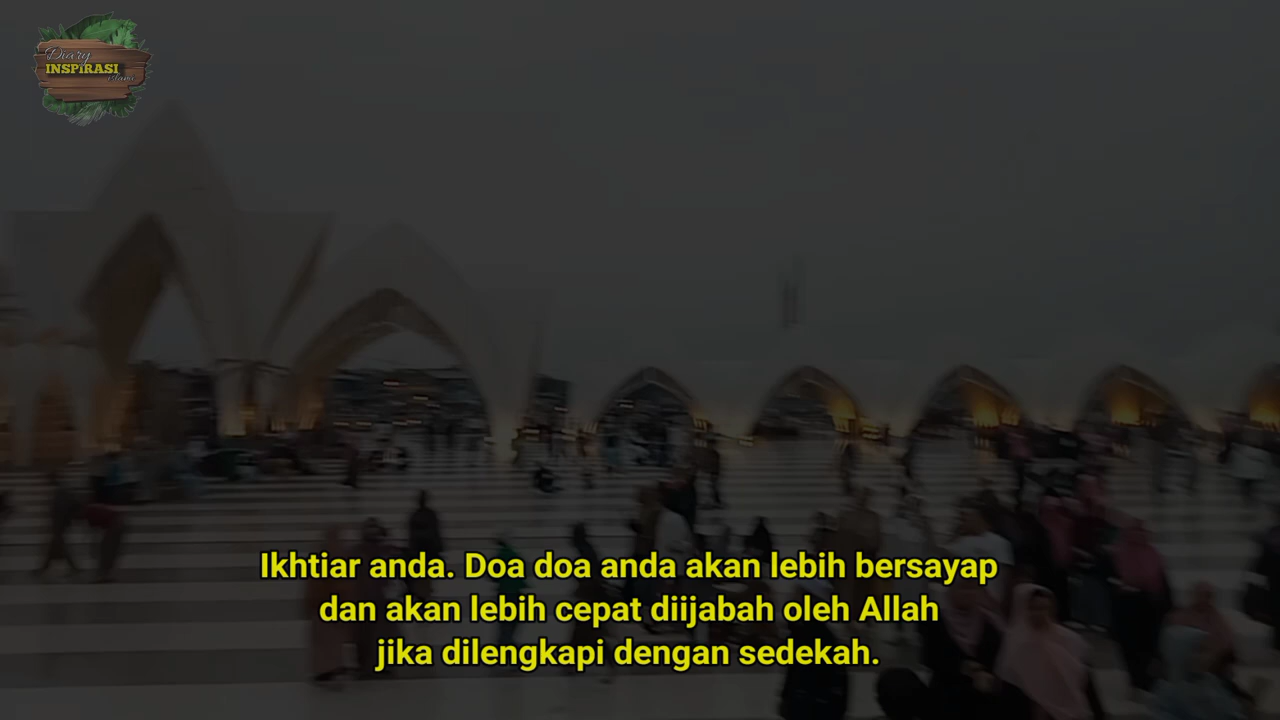 Diary
INSPIRASI
Islami
Ikhtiar anda. Doa doa anda akan lebih bersayap
dan akan lebih cepat diijabah oleh Allah
jika dilengkapi dengan sedekah.